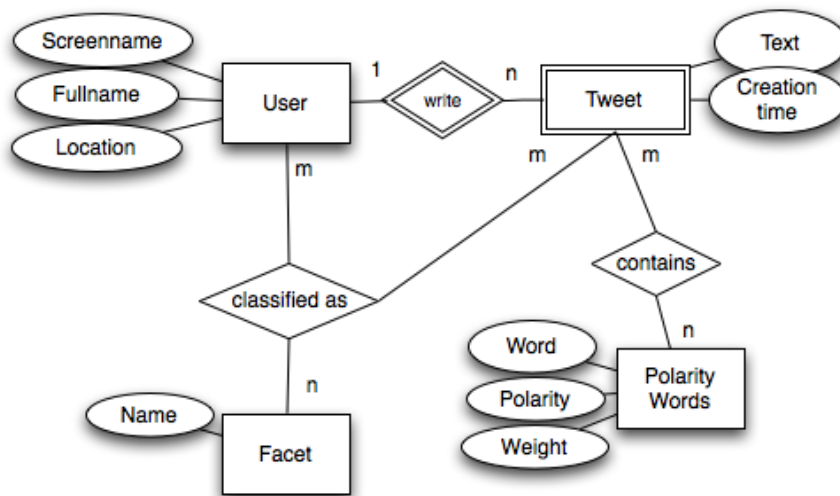 Screenname
Fullname
Location
User
1
write
n
Tweet
Text
Creation
time
m
m
m
classified as
contains
n
n
Name
Facet
Word
Polarity
Weight
Polarity
Words